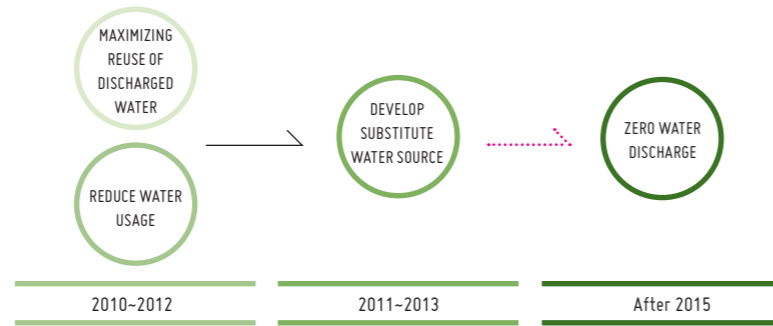 MAXIMIZING
REUSE OF
DISCHARGED
WATER
REDUCE WATER
USAGE
DEVELOP
SUBSTITUTE
WATER SOURCE
ZERO WATER
DISCHARGE
2010~2012
2011~2013
After 2015